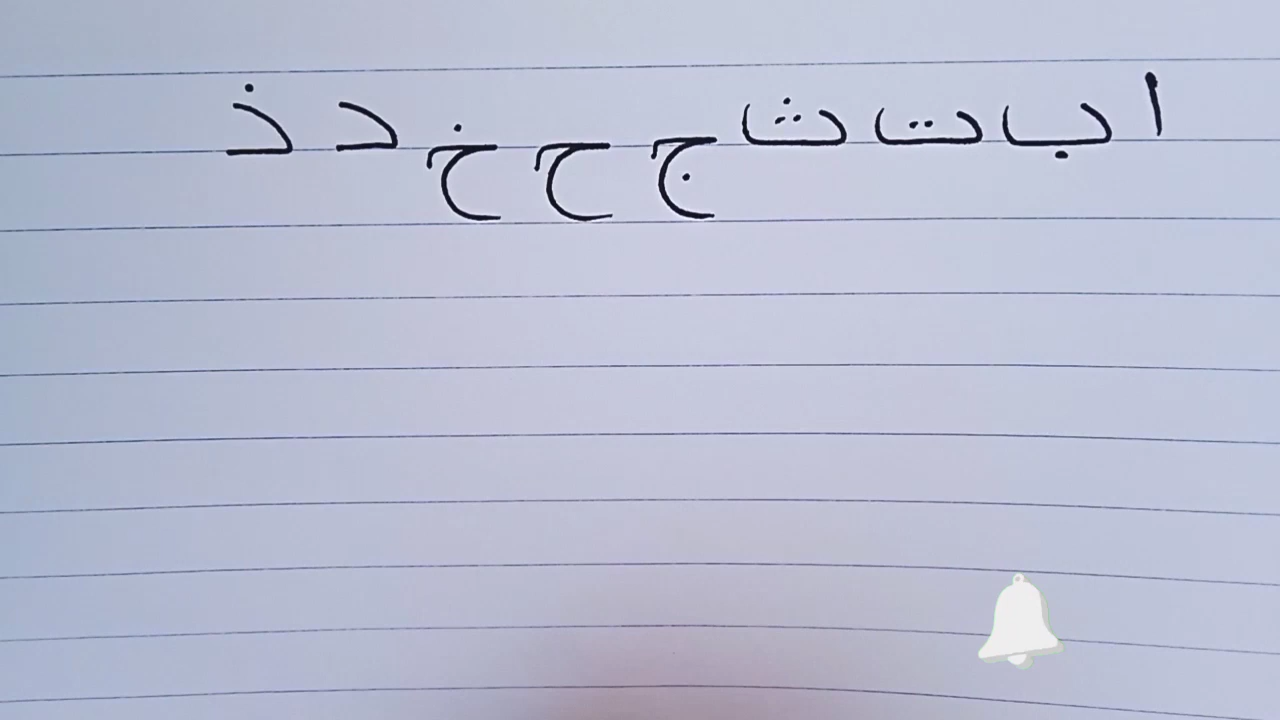 ا ب ت ث ج ح خ د ذ